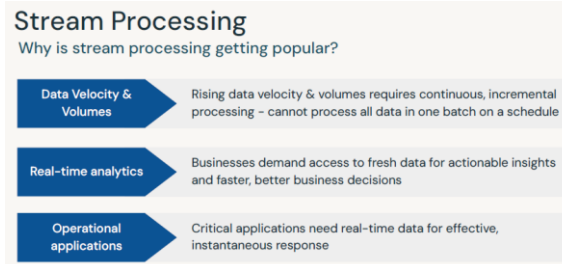 Stream Processing
Why is stream processing getting popular?
Data Velocity &
Volumes
Rising data velocity & volumes requires continuous, incremental
processing - cannot process all data in one batch on a schedule
Real-time analytics
Businesses demand access to fresh data for actionable insights
and faster, better business decisions
Operational
applications
Critical applications need real-time data for effective,
instantaneous response